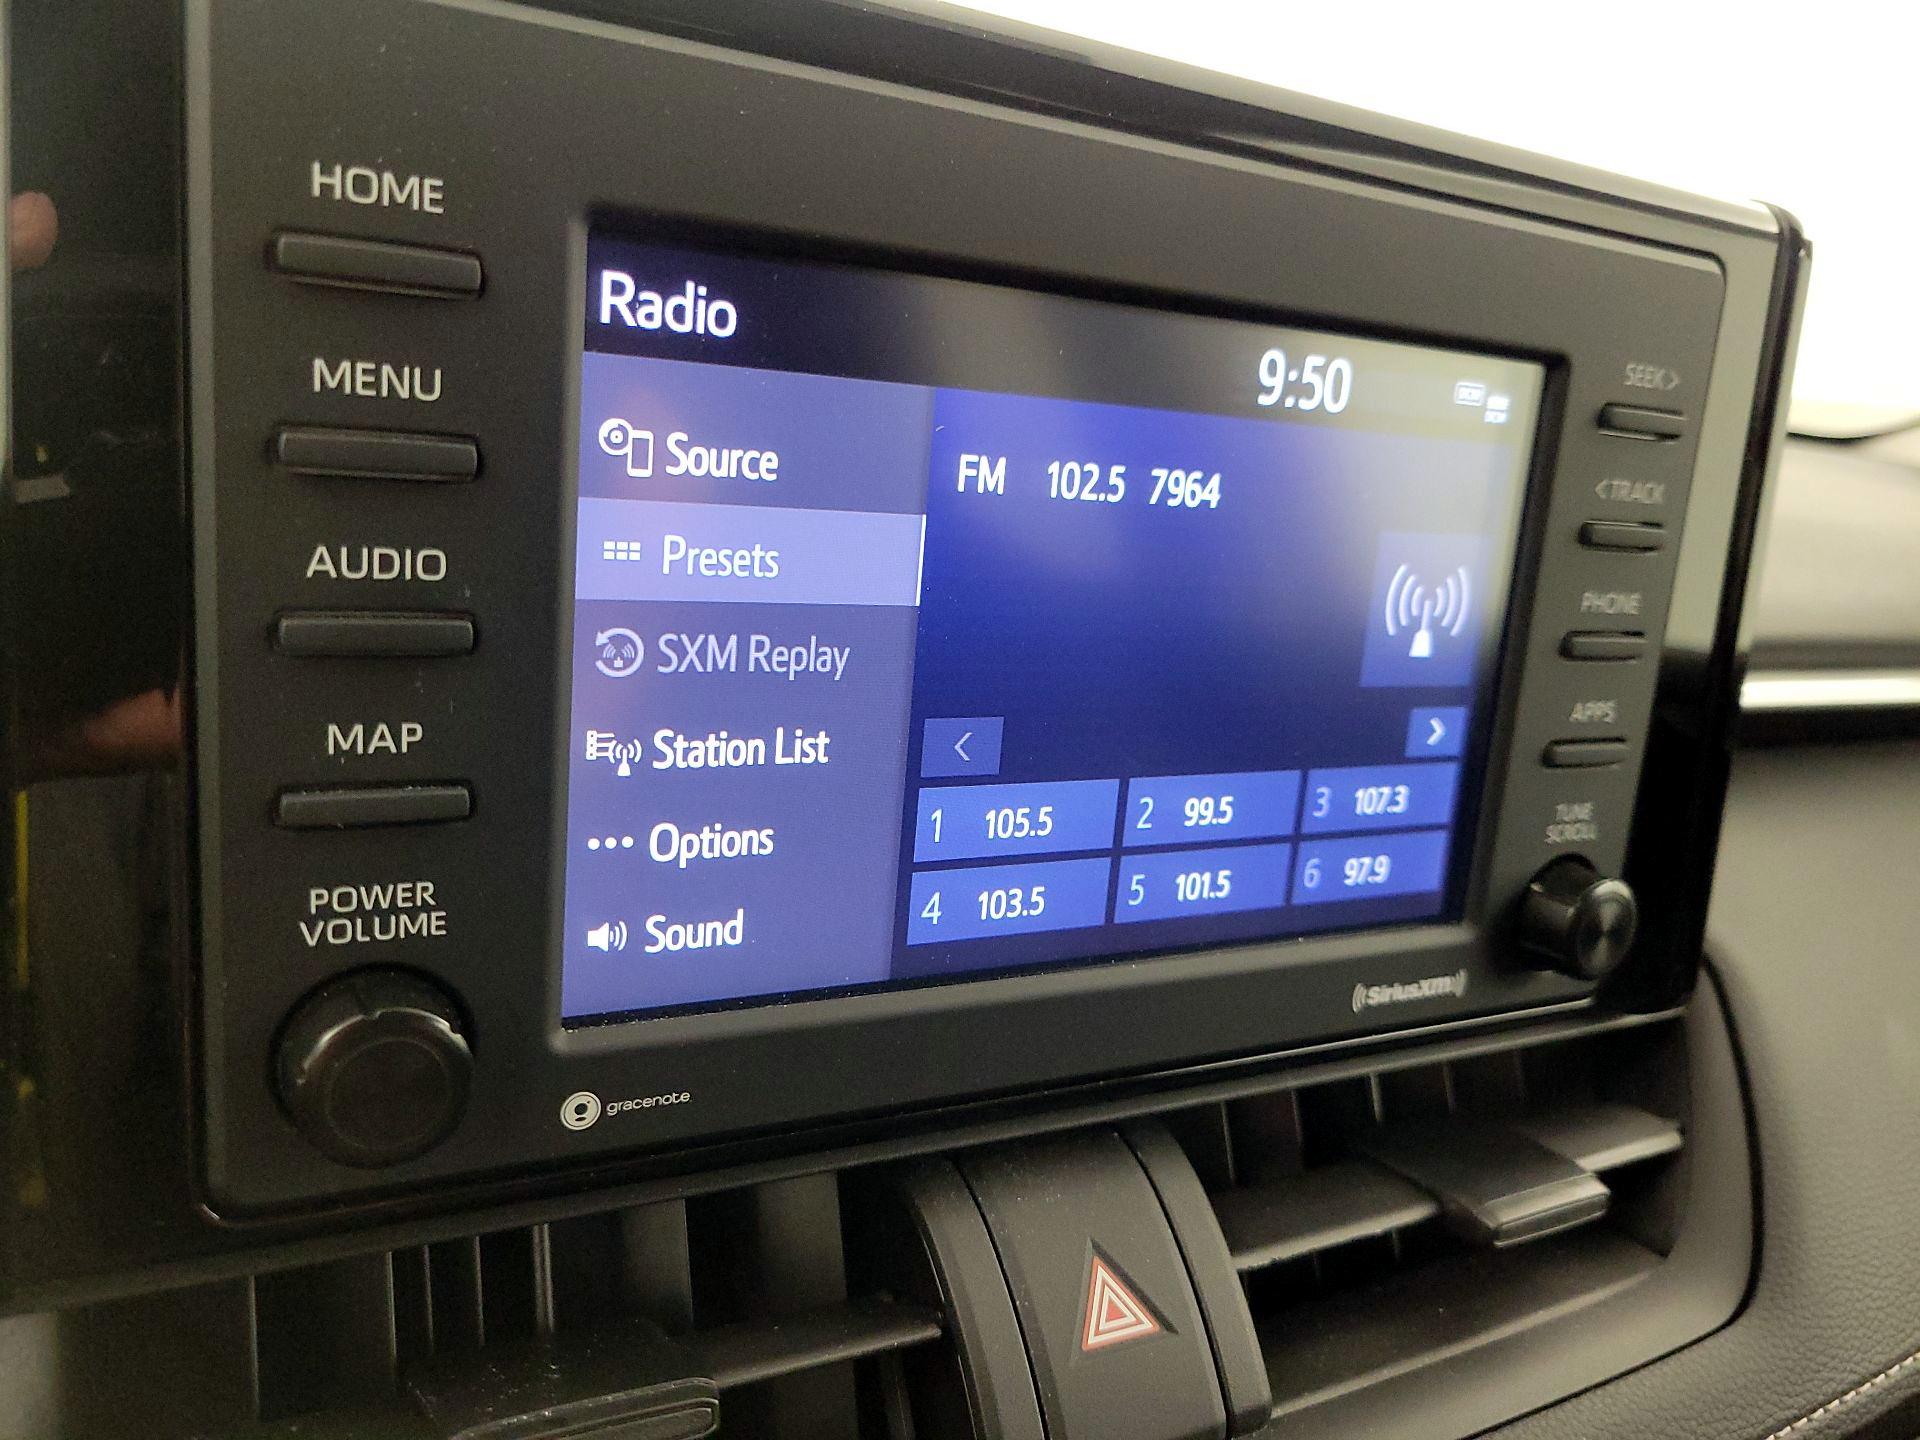 HOME
MENU
AUDIO
MAP
POWER
VOLUME
Radio
9:50
Source
Presets
SXM Replay
Station List
Options
Sound
FM 102.5 7964
<
>
1 105.5 2 99.5 3 107.3
4 103.5 5 101.5 6 97.9
SEEK >
< TRACK
PHONE
APPS
TUNE
SCROLL
gracenote
((SiriusXM))